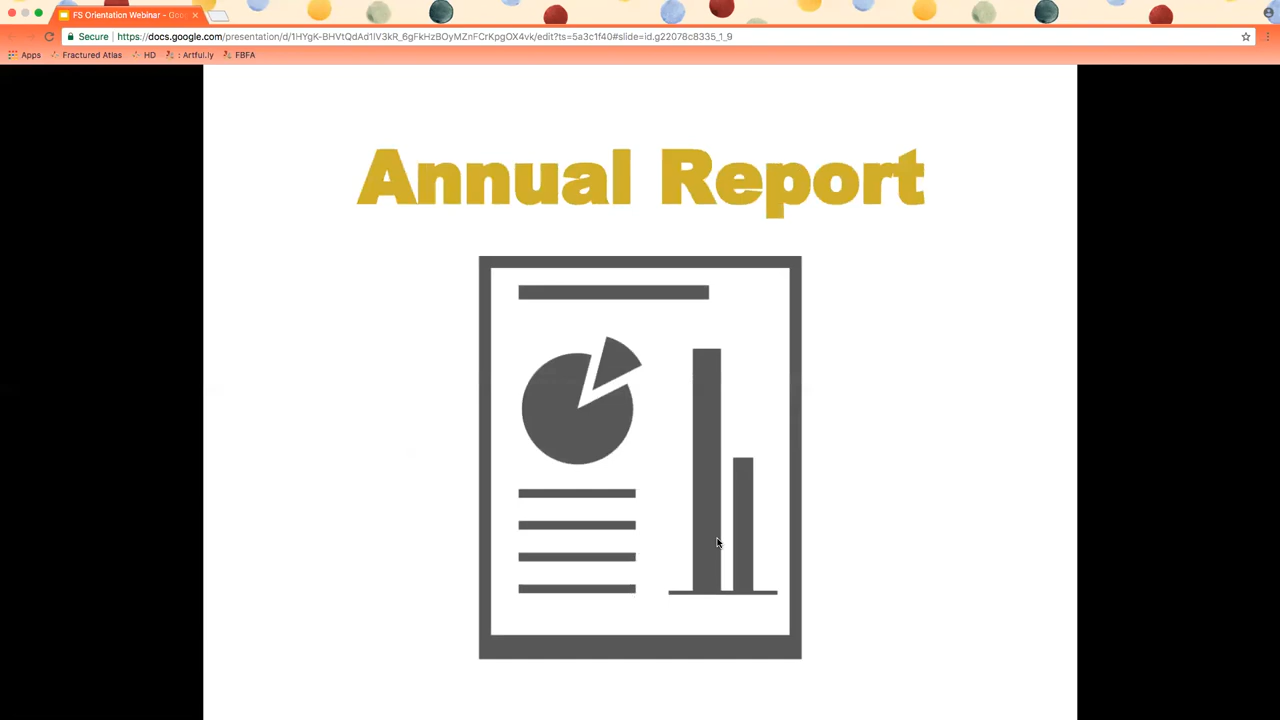 FS Orientation Webinar - Goo
Secure
https://docs.google.com/presentation/d/1HYgK-BHVtQdAd1lV3kR_6gFkHzBOyMZnFCrKpgOX4vk/edit?ts=5a3c1f40#slide=id.g22078c8335_1_9
Apps Fractured Atlas HD : Artful.ly FBFA
Annual Report